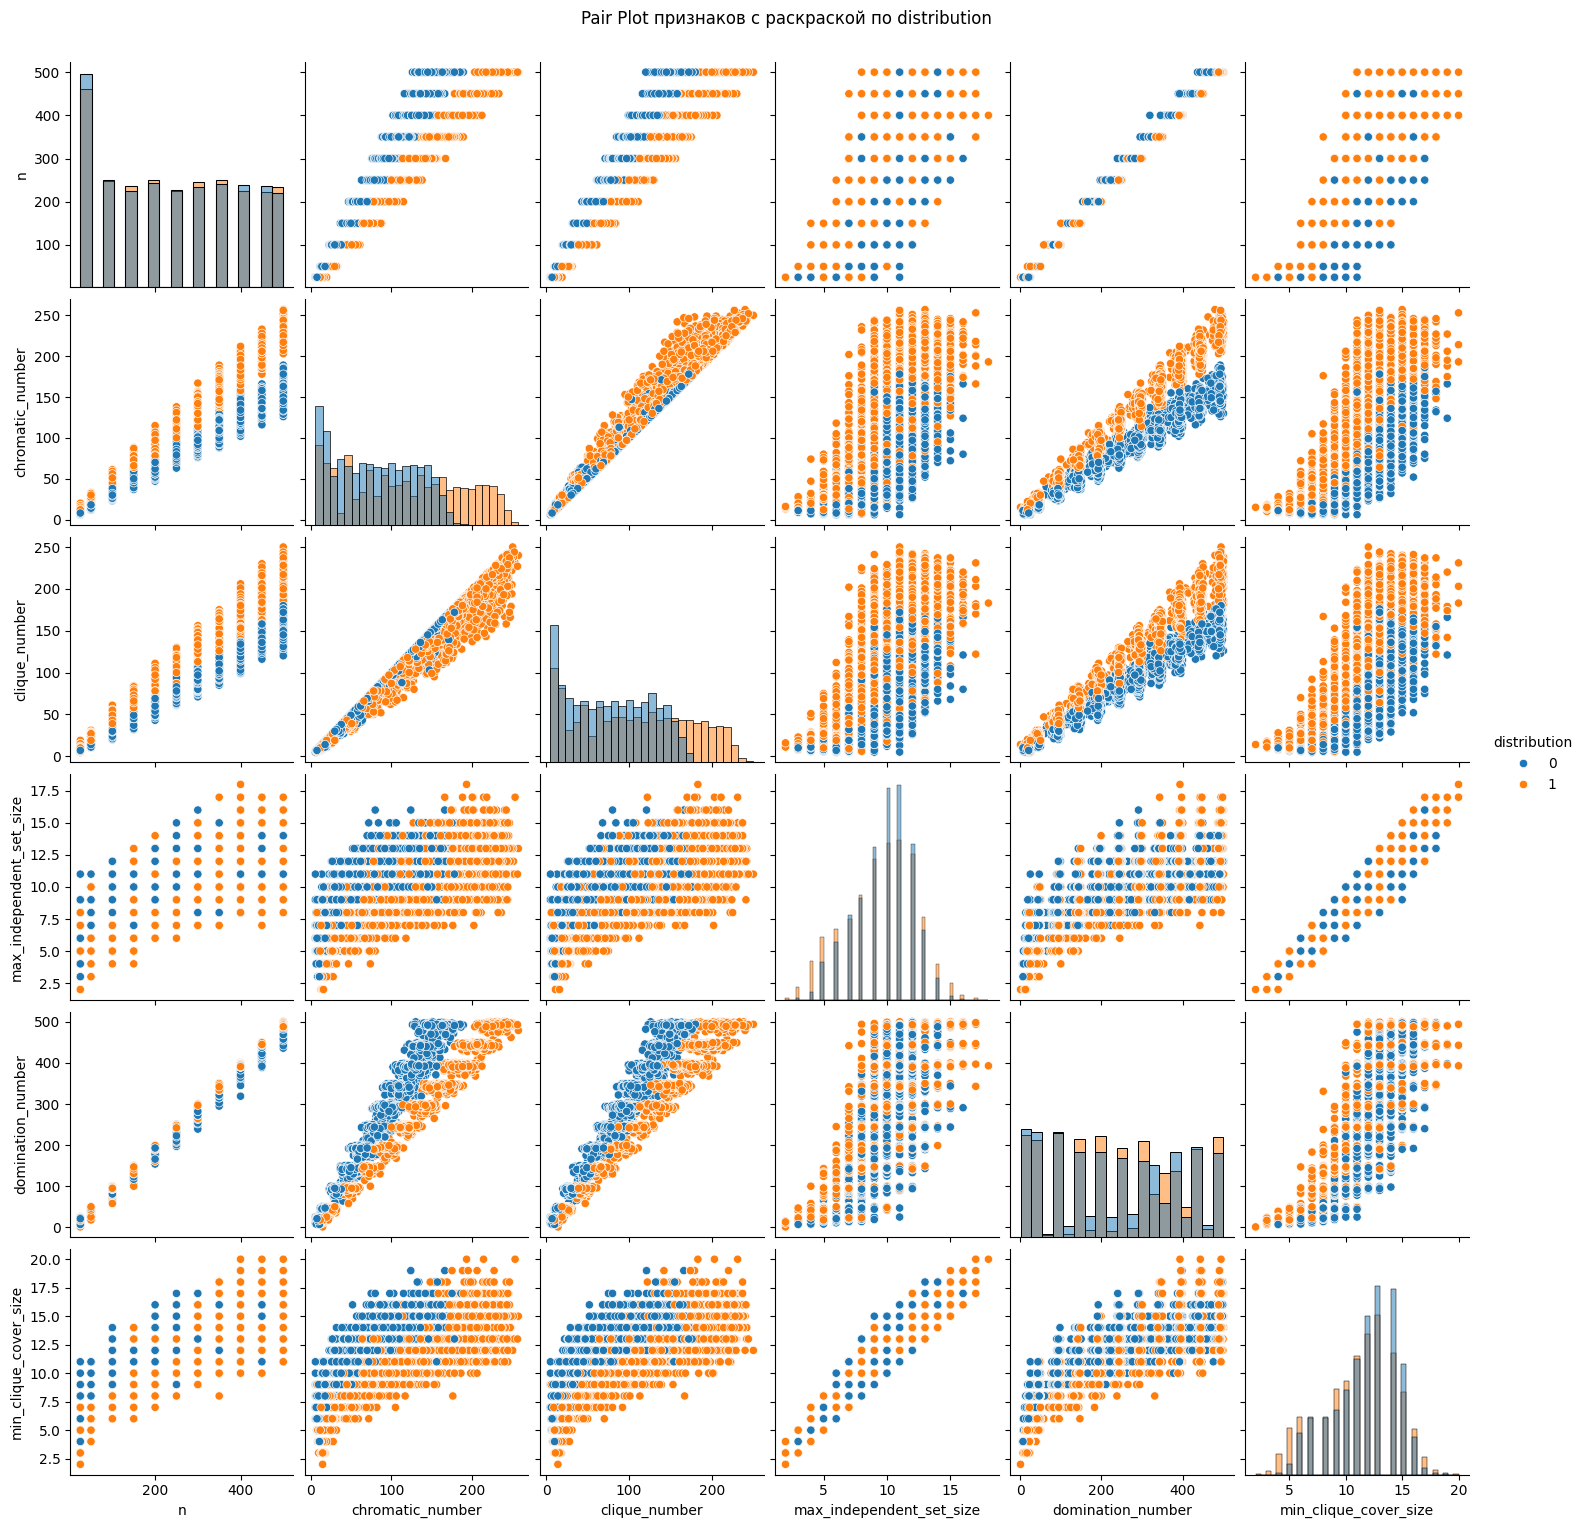 Pair Plot признаков с раскраской по distribution
n
500
400
300
200
100
chromatic_number
250
200
150
100
50
0
clique_number
250
200
150
100
50
0
max_independent_set_size
17.5
15.0
12.5
10.0
7.5
5.0
2.5
domination_number
500
400
300
200
100
0
min_clique_cover_size
20.0
17.5
15.0
12.5
10.0
7.5
5.0
2.5
200 400
0 100 200
0 100 200
5 10 15
0 200 400
5 10 15 20
n chromatic_number clique_number max_independent_set_size domination_number min_clique_cover_size
distribution
0
1